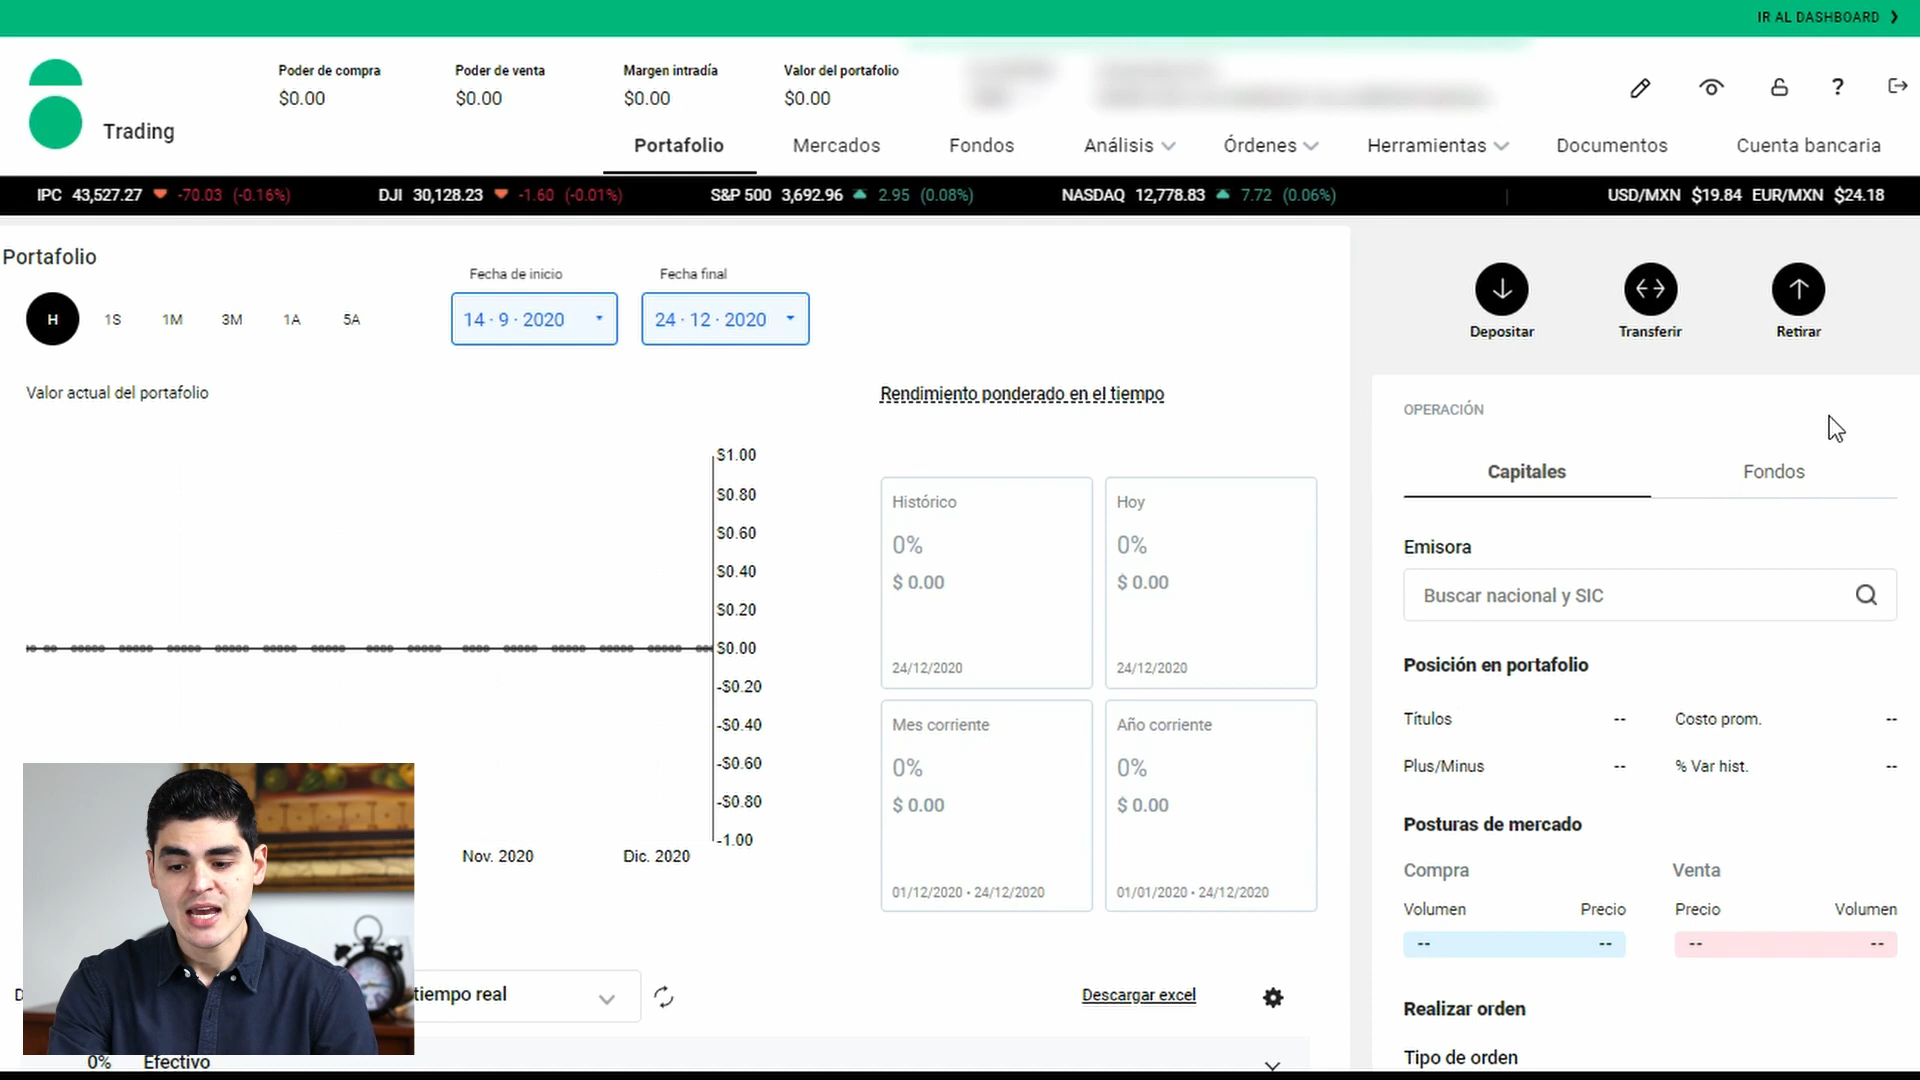 IR AL DASHBOARD
Poder de compra
$0.00
Poder de venta
$0.00
Margen intradía
$0.00
Valor del portafolio
$0.00
Trading
Portafolio
Mercados
Fondos
Análisis
Órdenes
Herramientas
Documentos
Cuenta bancaria
IPC 43,527.27 -70.03 (-0.16%)
DJI 30,128.23 -1.60 (-0.01%)
S&P 500 3,692.96 2.95 (0.08%)
NASDAQ 12,778.83 7.72 (0.06%)
USD/MXN $19.84 EUR/MXN $24.18
Portafolio
H 1S 1M 3M 1A 5A
Fecha de inicio
14 · 9 · 2020
Fecha final
24 · 12 · 2020
Valor actual del portafolio
$1.00
$0.80
$0.60
$0.40
$0.20
$0.00
-$0.20
-$0.40
-$0.60
-$0.80
-1.00
Nov. 2020
Dic. 2020
Rendimiento ponderado en el tiempo
Histórico
0%
$ 0.00
24/12/2020
Hoy
0%
$ 0.00
24/12/2020
Mes corriente
0%
$ 0.00
01/12/2020 • 24/12/2020
Año corriente
0%
$ 0.00
01/01/2020 • 24/12/2020
tiempo real
Descargar excel
0% Efectivo
Depositar
Transferir
Retirar
OPERACIÓN
Capitales
Fondos
Emisora
Buscar nacional y SIC
Posición en portafolio
Títulos --
Costo prom. --
Plus/Minus --
% Var hist. --
Posturas de mercado
Compra
Venta
Volumen Precio
Precio Volumen
-- --
-- --
Realizar orden
Tipo de orden